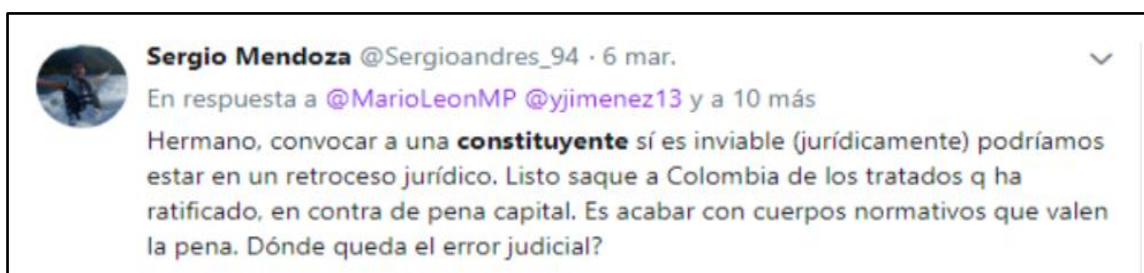 Sergio Mendoza @Sergioandres_94 · 6 mar.
En respuesta a @MarioLeonMP @yjimenez13 y a 10 más
Hermano, convocar a una constituyente sí es inviable (jurídicamente) podríamos
estar en un retroceso jurídico. Listo saque a Colombia de los tratados q ha
ratificado, en contra de pena capital. Es acabar con cuerpos normativos que valen
la pena. Dónde queda el error judicial?